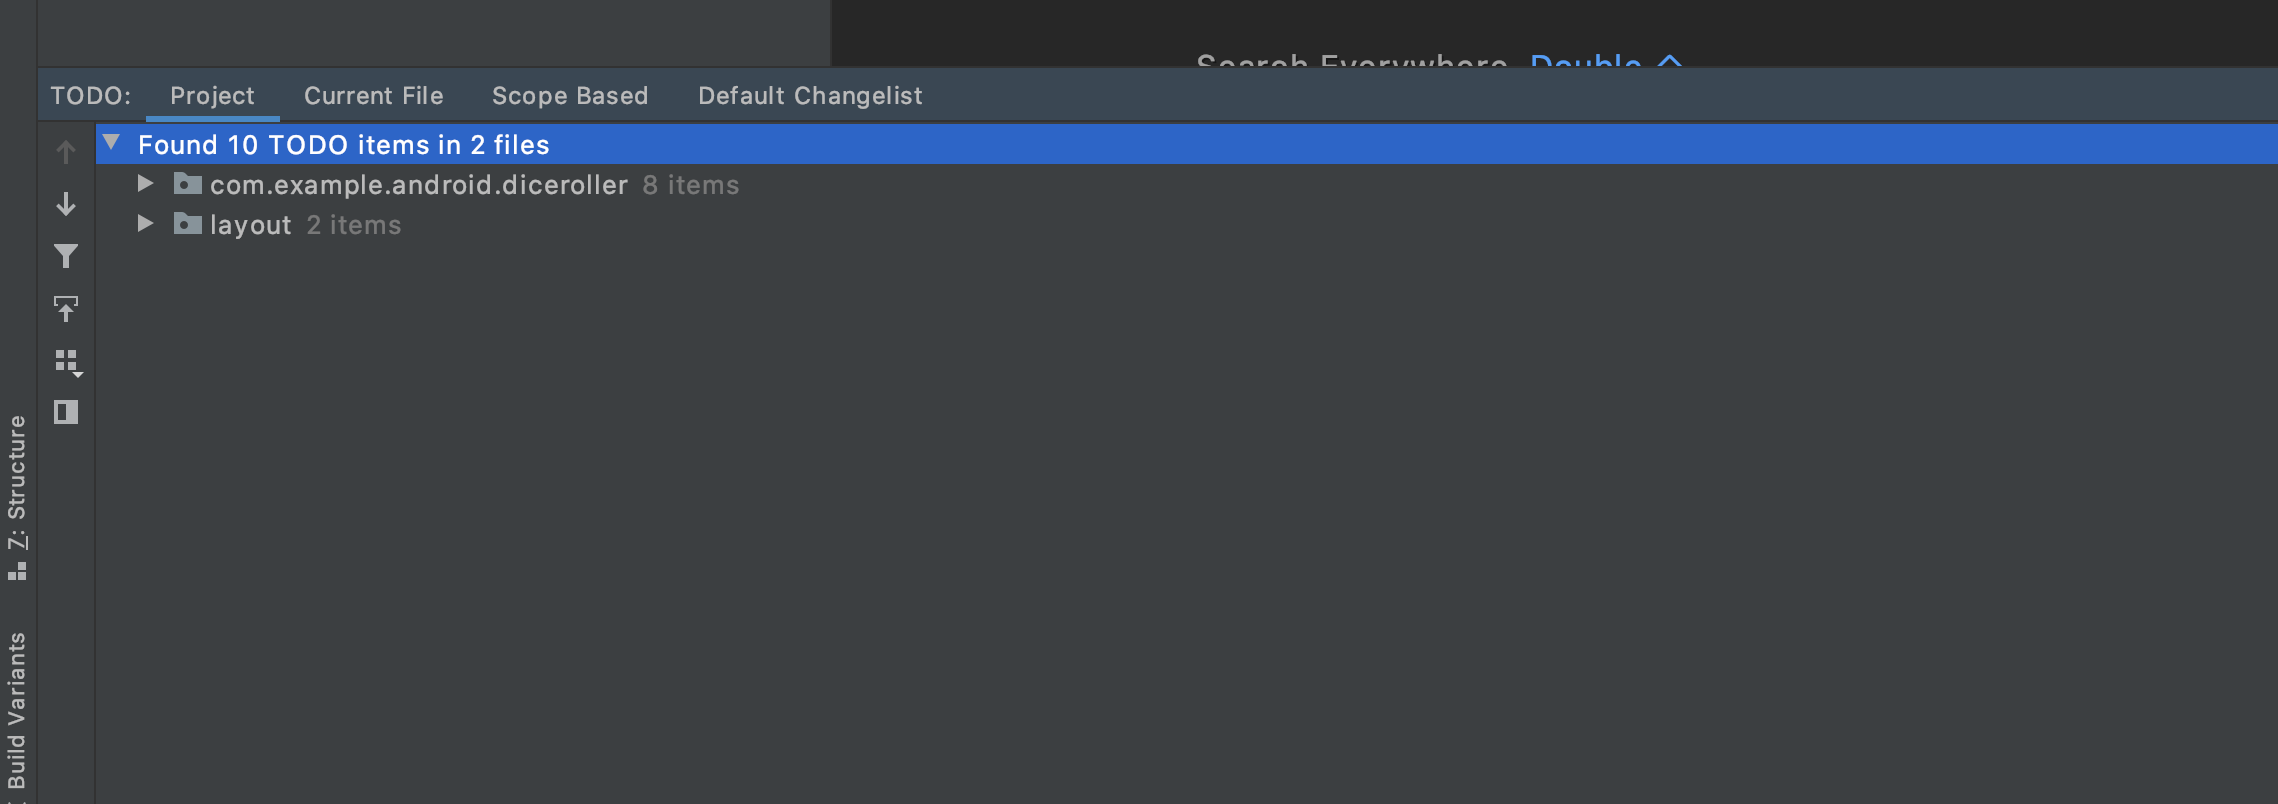 Search Everywhere Double
TODO: Project Current File Scope Based Default Changelist
Found 10 TODO items in 2 files
com.example.android.diceroller 8 items
layout 2 items
Z: Structure
Build Variants